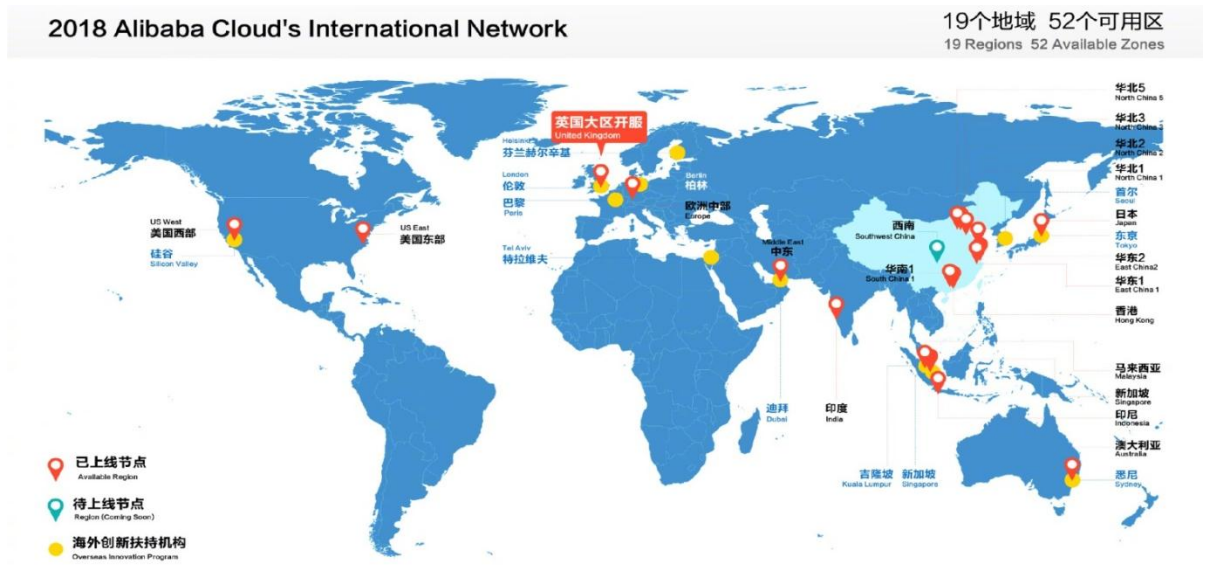 2018 Alibaba Cloud's International Network
19个地域 52个可用区
19 Regions 52 Available Zones
英国大区开服
United Kingdom
Helsinki
芬兰赫尔辛基
London
伦敦
巴黎
Paris
Berlin
柏林
欧洲中部
Europe
US West
美国西部
硅谷
Silicon Valley
US East
美国东部
Tel Aviv
特拉维夫
Middle East
中东
西南
Southwest China
华南1
South China 1
华北5
North China 5
华北3
North China 3
华北2
North China 2
华北1
North China 1
首尔
Seoul
日本
Japan
东京
Tokyo
华东2
East China2
华东1
East China 1
香港
Hong Kong
马来西亚
Malaysia
新加坡
Singapore
印尼
Indonesia
澳大利亚
Australia
悉尼
Sydney
迪拜
Dubai
印度
India
吉隆坡
Kuala Lumpur
新加坡
Singapore
已上线节点
Available Region
待上线节点
Region (Coming Soon)
海外创新扶持机构
Overseas Innovation Program